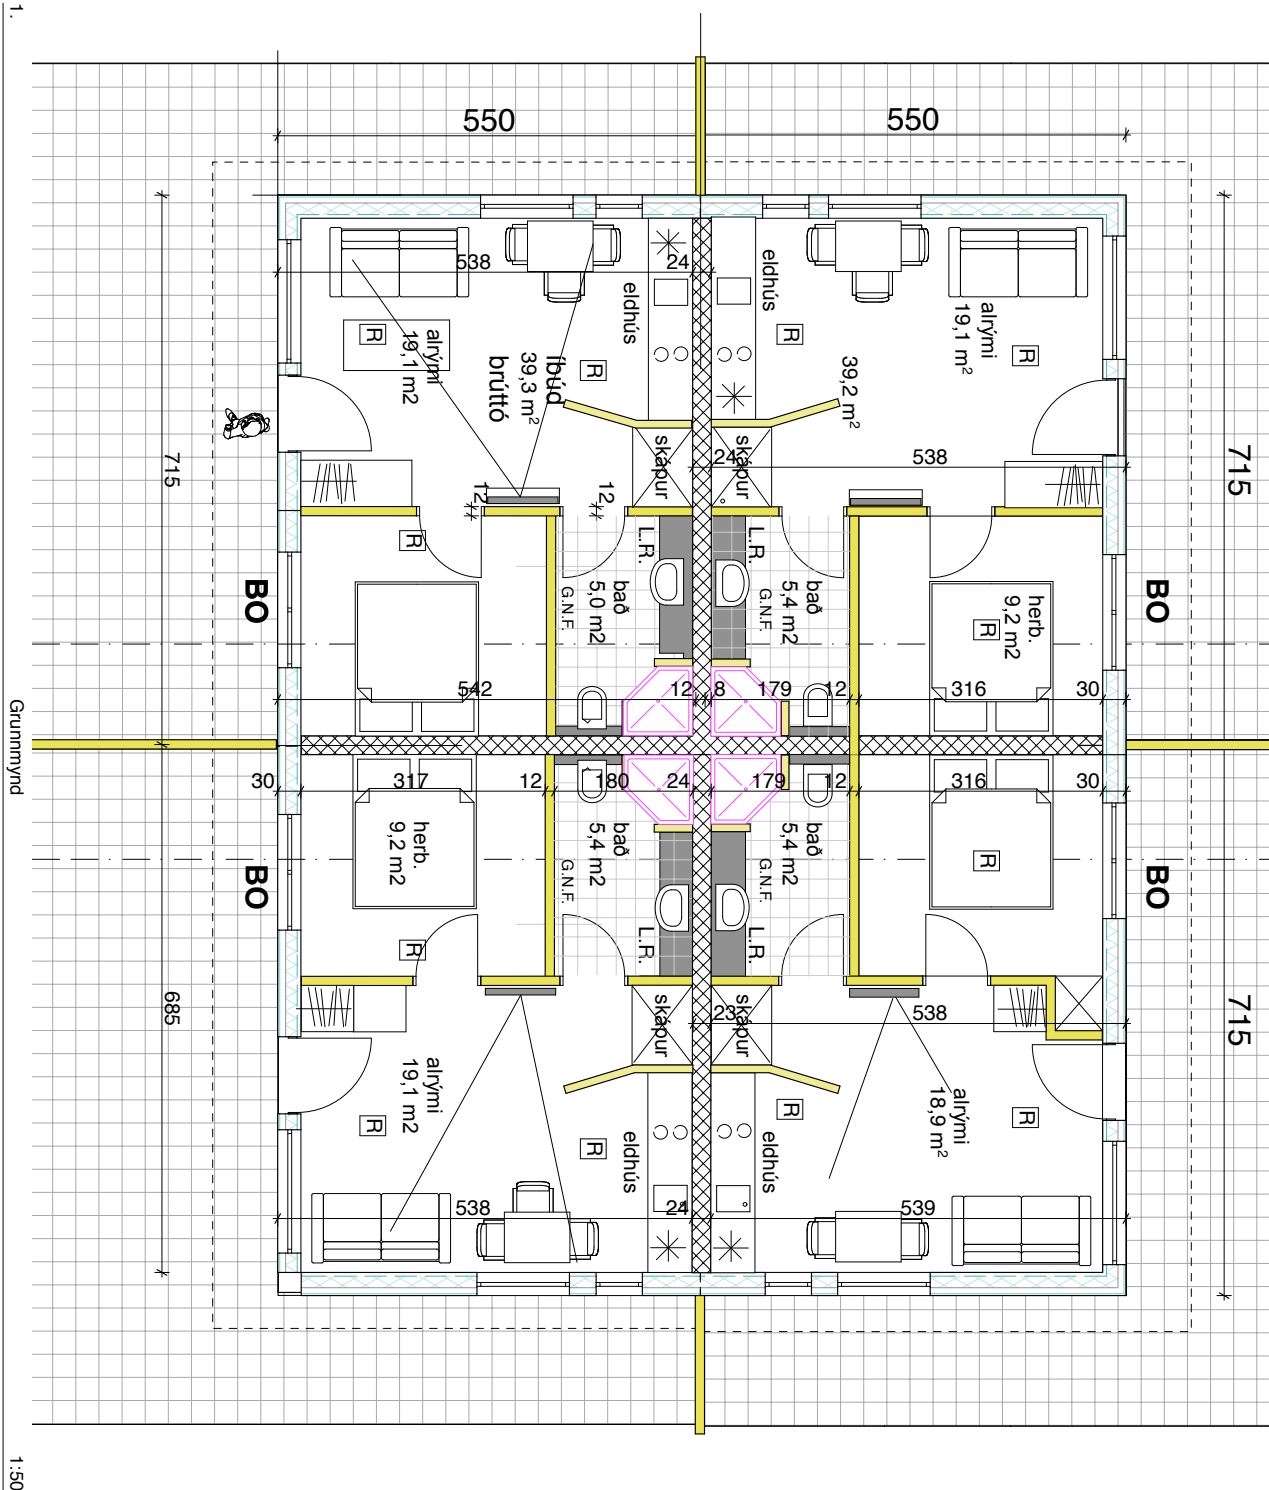 1.
Grunnmynd
1:50
550
550
538
24
eldhús
eldhús
alrými
19,1 m2
R
R
íbúð
39,3 m²
brúttó
R
39,2 m²
alrými
19,1 m²
R
715
715
skápur
skápur
24
538
12
12
R
L.R.
L.R.
BO
bað
5,0 m2
G.N.F.
bað
5,4 m2
G.N.F.
herb.
9,2 m2
R
BO
542
12
8
179
12
316
30
30
317
12
180
24
179
12
316
30
herb.
9,2 m2
bað
5,4 m2
G.N.F.
bað
5,4 m2
G.N.F.
R
BO
BO
R
L.R.
L.R.
685
715
skápur
skápur
23
538
alrými
19,1 m2
R
R
eldhús
eldhús
R
alrými
18,9 m²
R
538
24
539